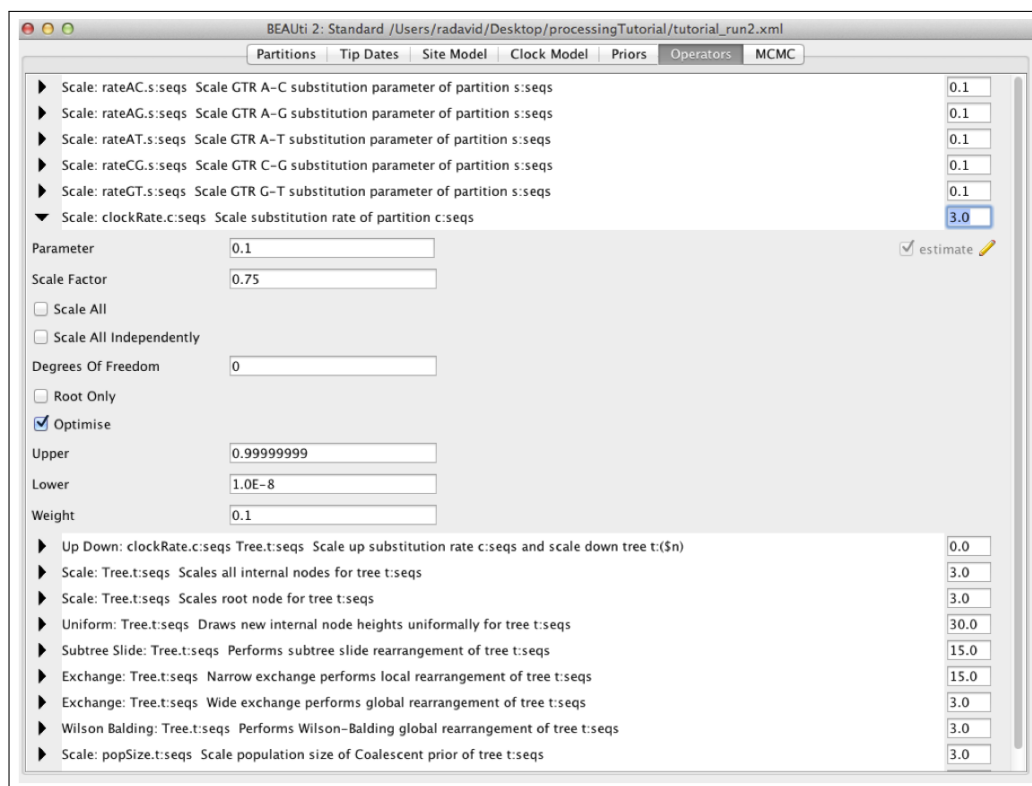 BEAUti 2: Standard /Users/radavid/Desktop/processingTutorial/tutorial_run2.xml
Partitions Tip Dates Site Model Clock Model Priors Operators MCMC
Scale: rateAC.s:seqs Scale GTR A-C substitution parameter of partition s:seqs 0.1
Scale: rateAG.s:seqs Scale GTR A-G substitution parameter of partition s:seqs 0.1
Scale: rateAT.s:seqs Scale GTR A-T substitution parameter of partition s:seqs 0.1
Scale: rateCG.s:seqs Scale GTR C-G substitution parameter of partition s:seqs 0.1
Scale: rateGT.s:seqs Scale GTR G-T substitution parameter of partition s:seqs 0.1
Scale: clockRate.c:seqs Scale substitution rate of partition c:seqs 3.0
Parameter 0.1 estimate
Scale Factor 0.75
Scale All
Scale All Independently
Degrees Of Freedom 0
Root Only
Optimise
Upper 0.99999999
Lower 1.0E-8
Weight 0.1
Up Down: clockRate.c:seqs Tree.t:seqs Scale up substitution rate c:seqs and scale down tree t:($n) 0.0
Scale: Tree.t:seqs Scales all internal nodes for tree t:seqs 3.0
Scale: Tree.t:seqs Scales root node for tree t:seqs 3.0
Uniform: Tree.t:seqs Draws new internal node heights uniformally for tree t:seqs 30.0
Subtree Slide: Tree.t:seqs Performs subtree slide rearrangement of tree t:seqs 15.0
Exchange: Tree.t:seqs Narrow exchange performs local rearrangement of tree t:seqs 15.0
Exchange: Tree.t:seqs Wide exchange performs global rearrangement of tree t:seqs 3.0
Wilson Balding: Tree.t:seqs Performs Wilson-Balding global rearrangement of tree t:seqs 3.0
Scale: popSize.t:seqs Scale population size of Coalescent prior of tree t:seqs 3.0